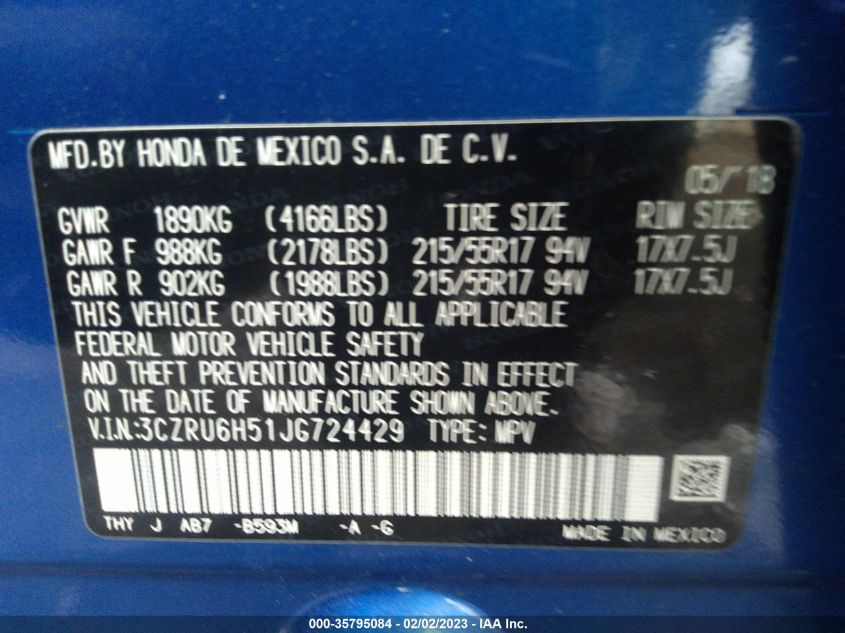 MFD.BY HONDA DE MEXICO S.A. DE C.V.
05/'18
GVWR 1890KG (4166LBS) TIRE SIZE RIM SIZE
GAWR F 988KG (2178LBS) 215/55R17 94V 17X7.5J
GAWR R 902KG (1988LBS) 215/55R17 94V 17X7.5J
THIS VEHICLE CONFORMS TO ALL APPLICABLE
FEDERAL MOTOR VEHICLE SAFETY
AND THEFT PREVENTION STANDARDS IN EFFECT
ON THE DATE OF MANUFACTURE SHOWN ABOVE.
V.I.N.:3CZRU6H51JG724429 TYPE: MPV
THY J AB7 -B593M -A -G
MADE IN MEXICO
000-35795084 - 02/02/2023 - IAA Inc.